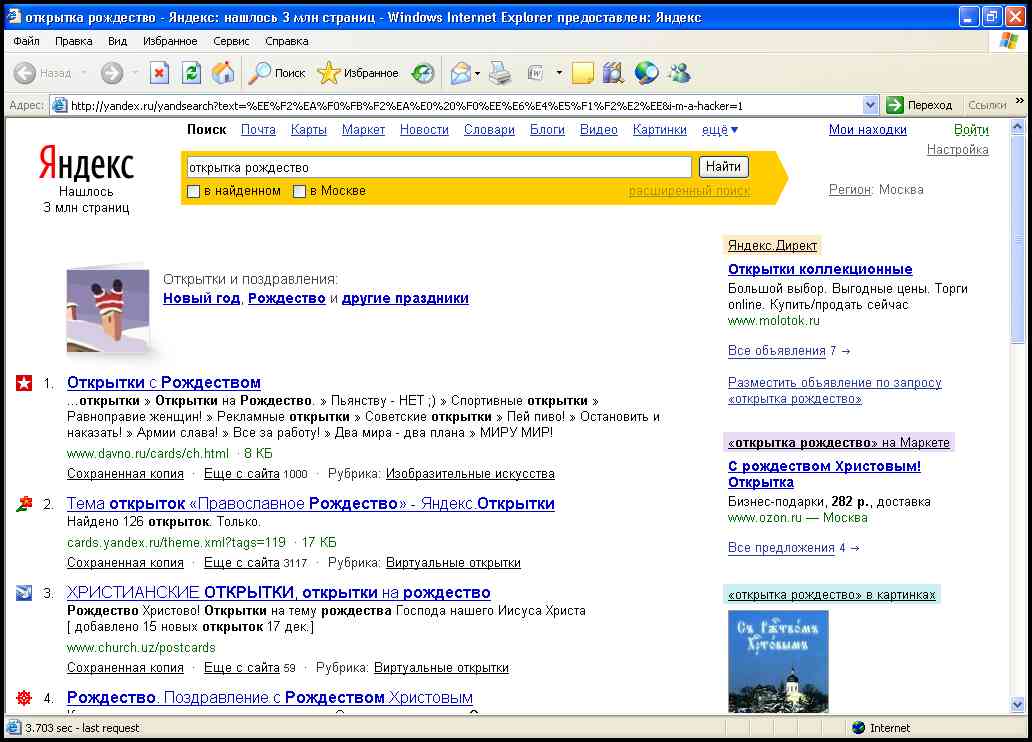 открытка рождество - Яндекс: нашлось 3 млн страниц - Windows Internet Explorer предоставлен: Яндекс
Файл Правка Вид Избранное Сервис Справка
Назад Поиск Избранное
Адрес: http://yandex.ru/yandsearch?text=%EE%F2%EA%F0%FB%F2%EA%E0%20%F0%EE%E6%E4%E5%F1%F2%E2%EE&i-m-a-hacker=1 Переход Ссылки »
Поиск Почта Карты Маркет Новости Словари Блоги Видео Картинки ещё ▼ Мои находки Войти
Настройка
Яндекс
Нашлось
3 млн страниц
открытка рождество Найти
в найденном в Москве расширенный поиск
Регион: Москва
Открытки и поздравления:
Новый год, Рождество и другие праздники
1. Открытки с Рождеством
...открытки » Открытки на Рождество. » Пьянству - НЕТ ;) » Спортивные открытки »
Равноправие женщин! » Рекламные открытки » Советские открытки » Пей пиво! » Остановить и
наказать! » Армии слава! » Все за работу! » Два мира - два плана » МИРУ МИР!
www.davno.ru/cards/ch.html · 8 КБ
Сохраненная копия · Еще с сайта 1000 · Рубрика: Изобразительные искусства
2. Тема открыток «Православное Рождество» - Яндекс.Открытки
Найдено 126 открыток. Только.
cards.yandex.ru/theme.xml?tags=119 · 17 КБ
Сохраненная копия · Еще с сайта 3117 · Рубрика: Виртуальные открытки
3. ХРИСТИАНСКИЕ ОТКРЫТКИ, открытки на рождество
Рождество Христово! Открытки на тему рождества Господа нашего Иисуса Христа
[ добавлено 15 новых открыток 17 дек.]
www.church.uz/postcards
Сохраненная копия · Еще с сайта 59 · Рубрика: Виртуальные открытки
4. Рождество. Поздравление с Рождеством Христовым
Яндекс.Директ
Открытки коллекционные
Большой выбор. Выгодные цены. Торги
online. Купить/продать сейчас
www.molotok.ru
Все объявления 7 →
Разместить объявление по запросу
«открытка рождество»
«открытка рождество» на Маркете
С рождеством Христовым!
Открытка
Бизнес-подарки, 282 р., доставка
www.ozon.ru — Москва
Все предложения 4 →
«открытка рождество» в картинках
3.703 sec - last request Internet